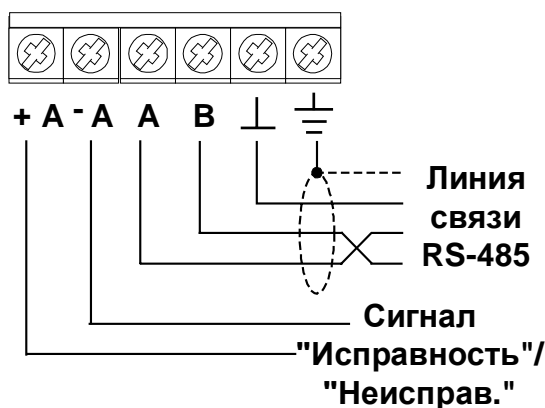 + A - A A B
Линия
связи
RS-485
Сигнал
"Исправность"/
"Неисправ."